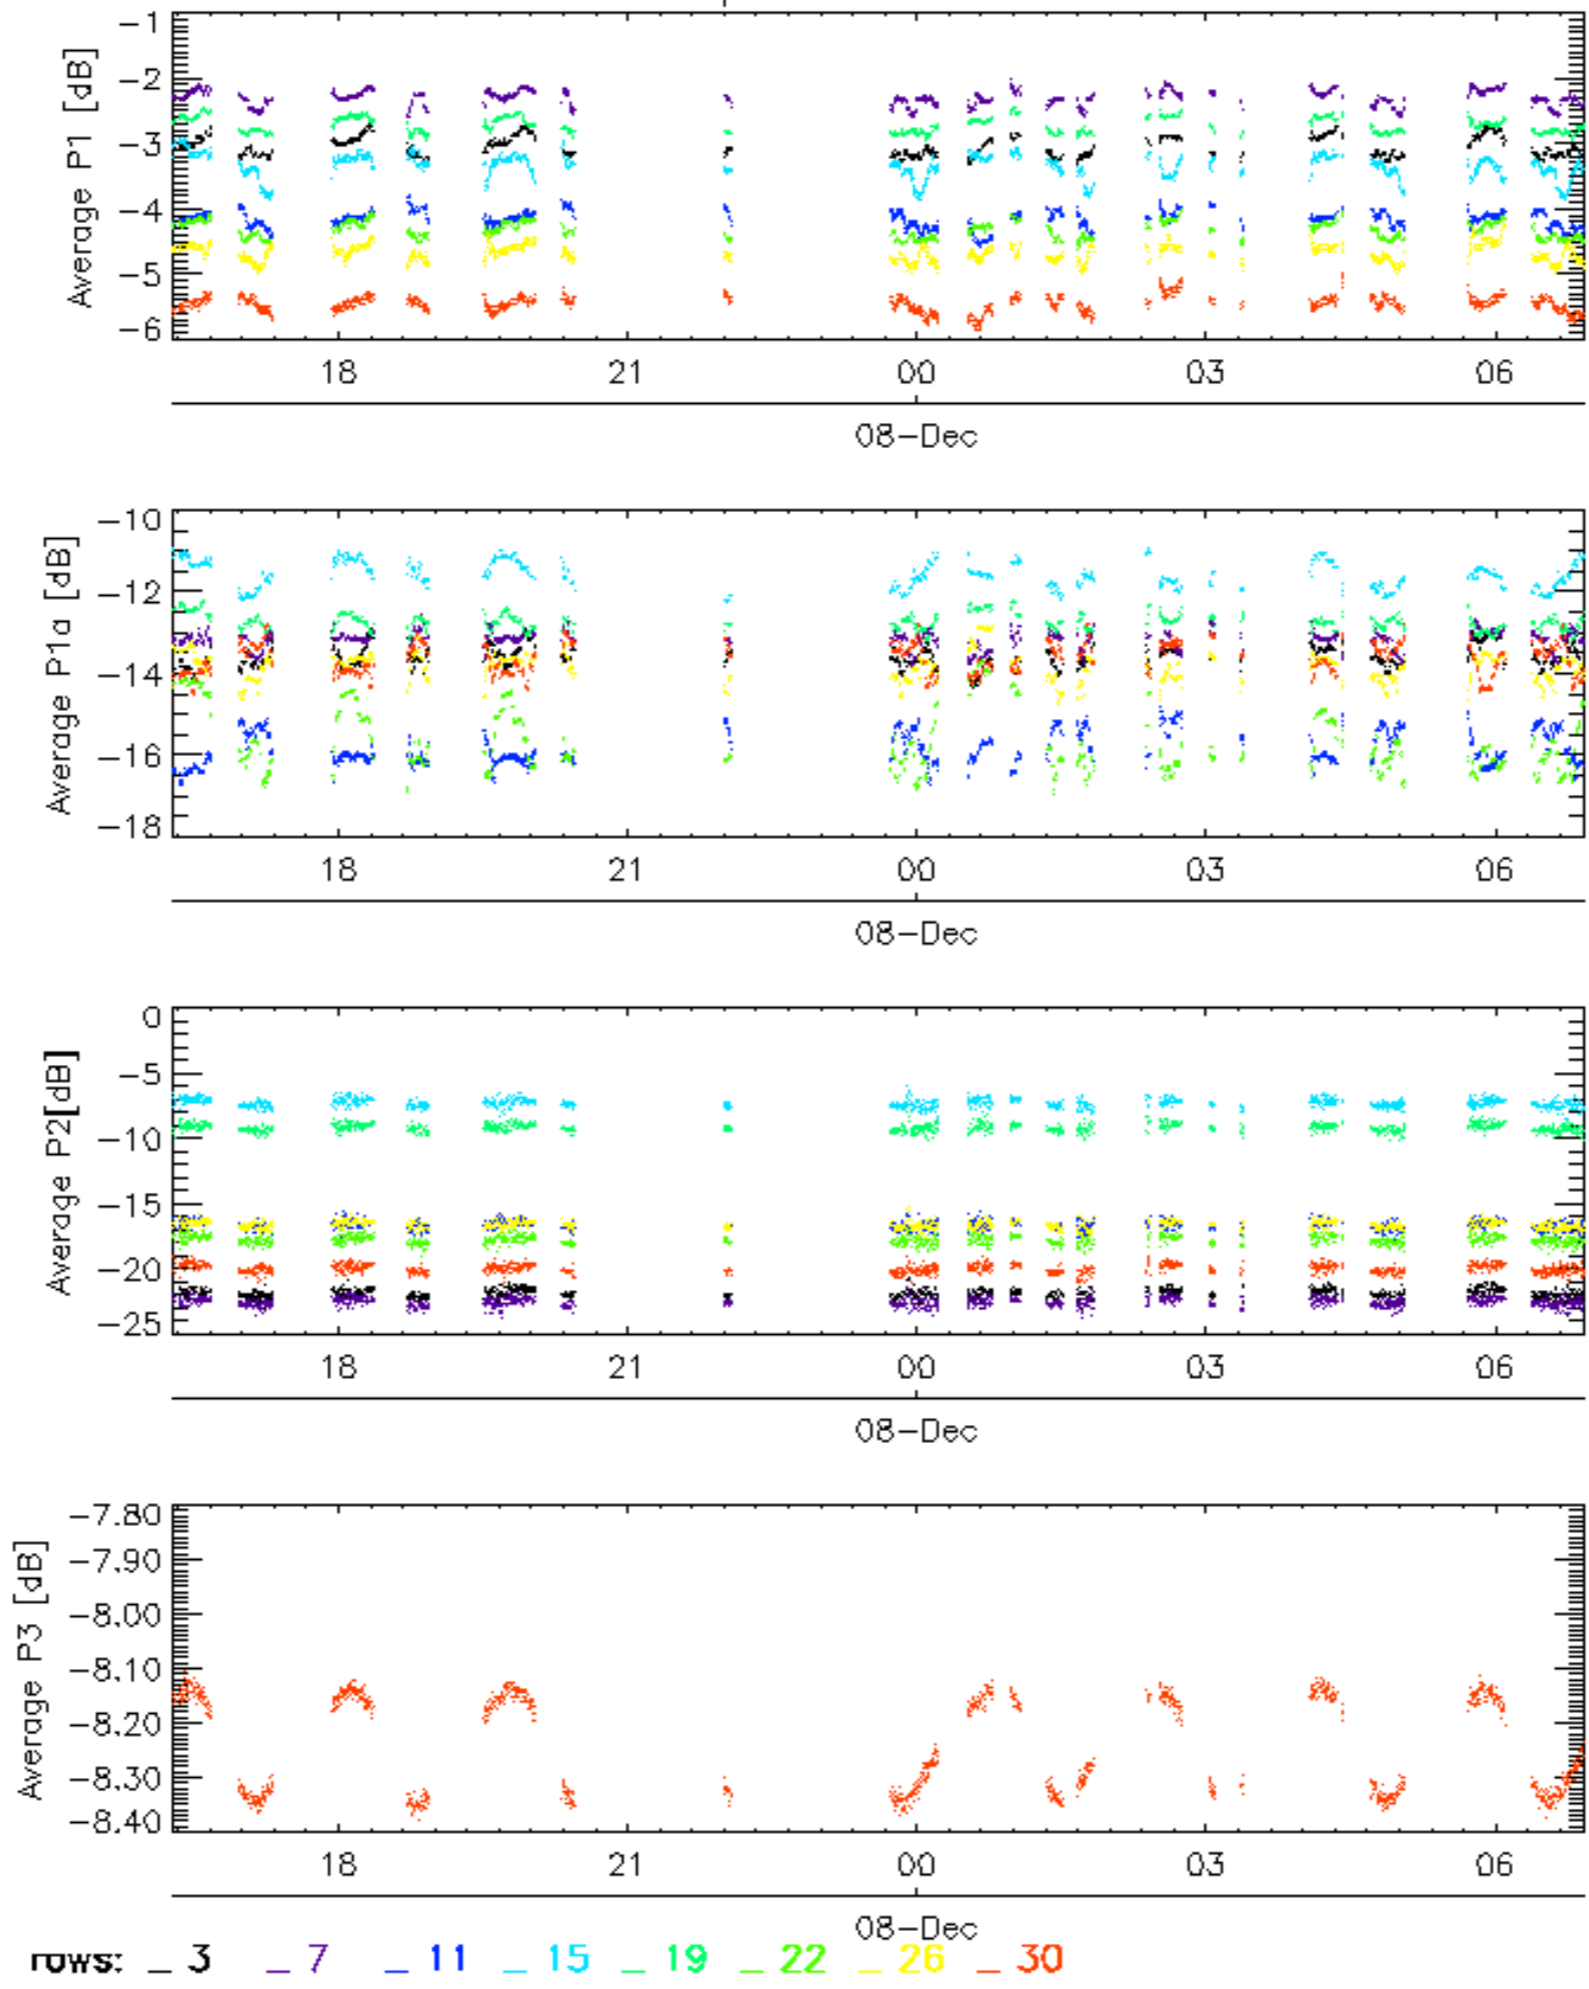 Average P1 [dB]
-1
-2
-3
-4
-5
-6
18 21 00 03 06
08-Dec
Average P1a [dB]
-10
-12
-14
-16
-18
18 21 00 03 06
08-Dec
Average P2[dB]
0
-5
-10
-15
-20
-25
18 21 00 03 06
08-Dec
Average P3 [dB]
-7.80
-7.90
-8.00
-8.10
-8.20
-8.30
-8.40
18 21 00 03 06
08-Dec
rows: _ 3 _ 7 _ 11 _ 15 _ 19 _ 22 _ 26 _ 30